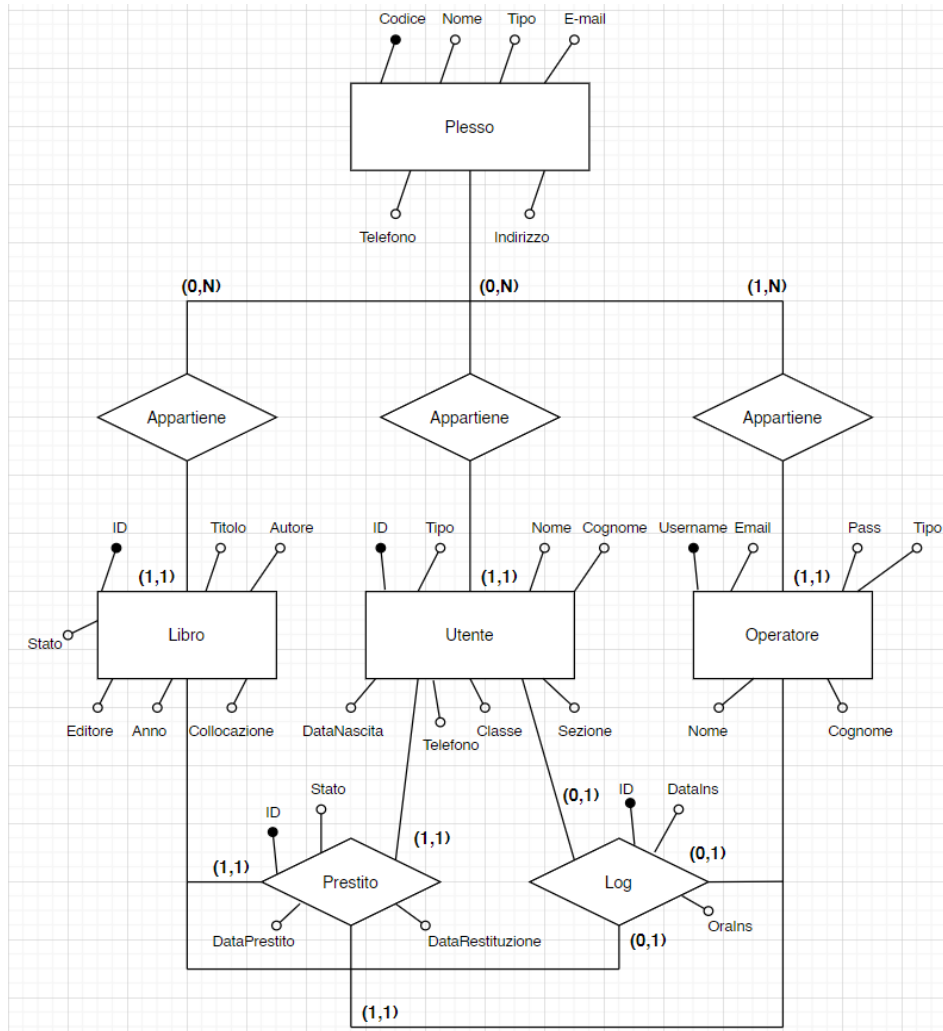 Codice Nome Tipo E-mail
Plesso
Telefono Indirizzo
(0,N) (0,N) (1,N)
Appartiene Appartiene Appartiene
ID Titolo Autore ID Tipo Nome Cognome Username Email Pass Tipo
(1,1) (1,1) (1,1)
Libro Utente Operatore
Stato
Editore Anno Collocazione DataNascita Telefono Classe Sezione Nome Cognome
Stato ID DataIns
ID (0,1)
(1,1) (0,1)
(1,1) Prestito Log
OraIns
DataPrestito DataRestituzione (0,1)
(1,1)